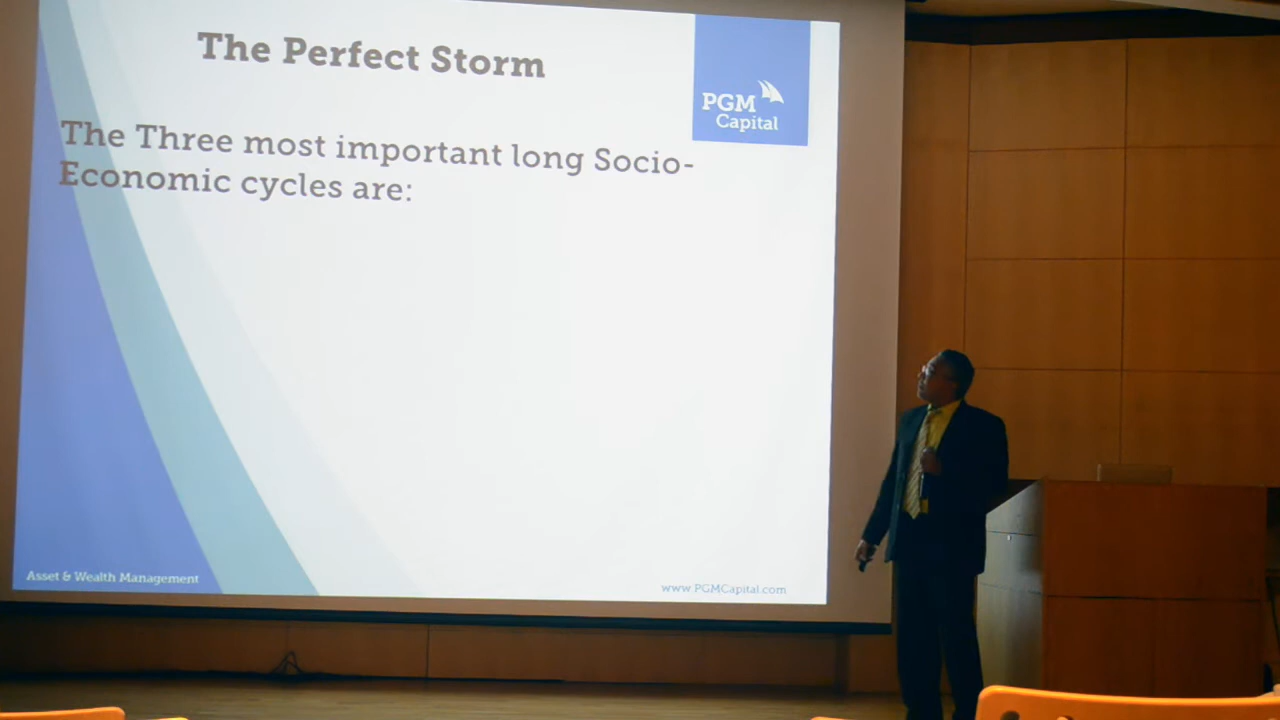 The Perfect Storm
PGM
Capital
The Three most important long Socio-
Economic cycles are:
Asset & Wealth Management
www.PGMCapital.com